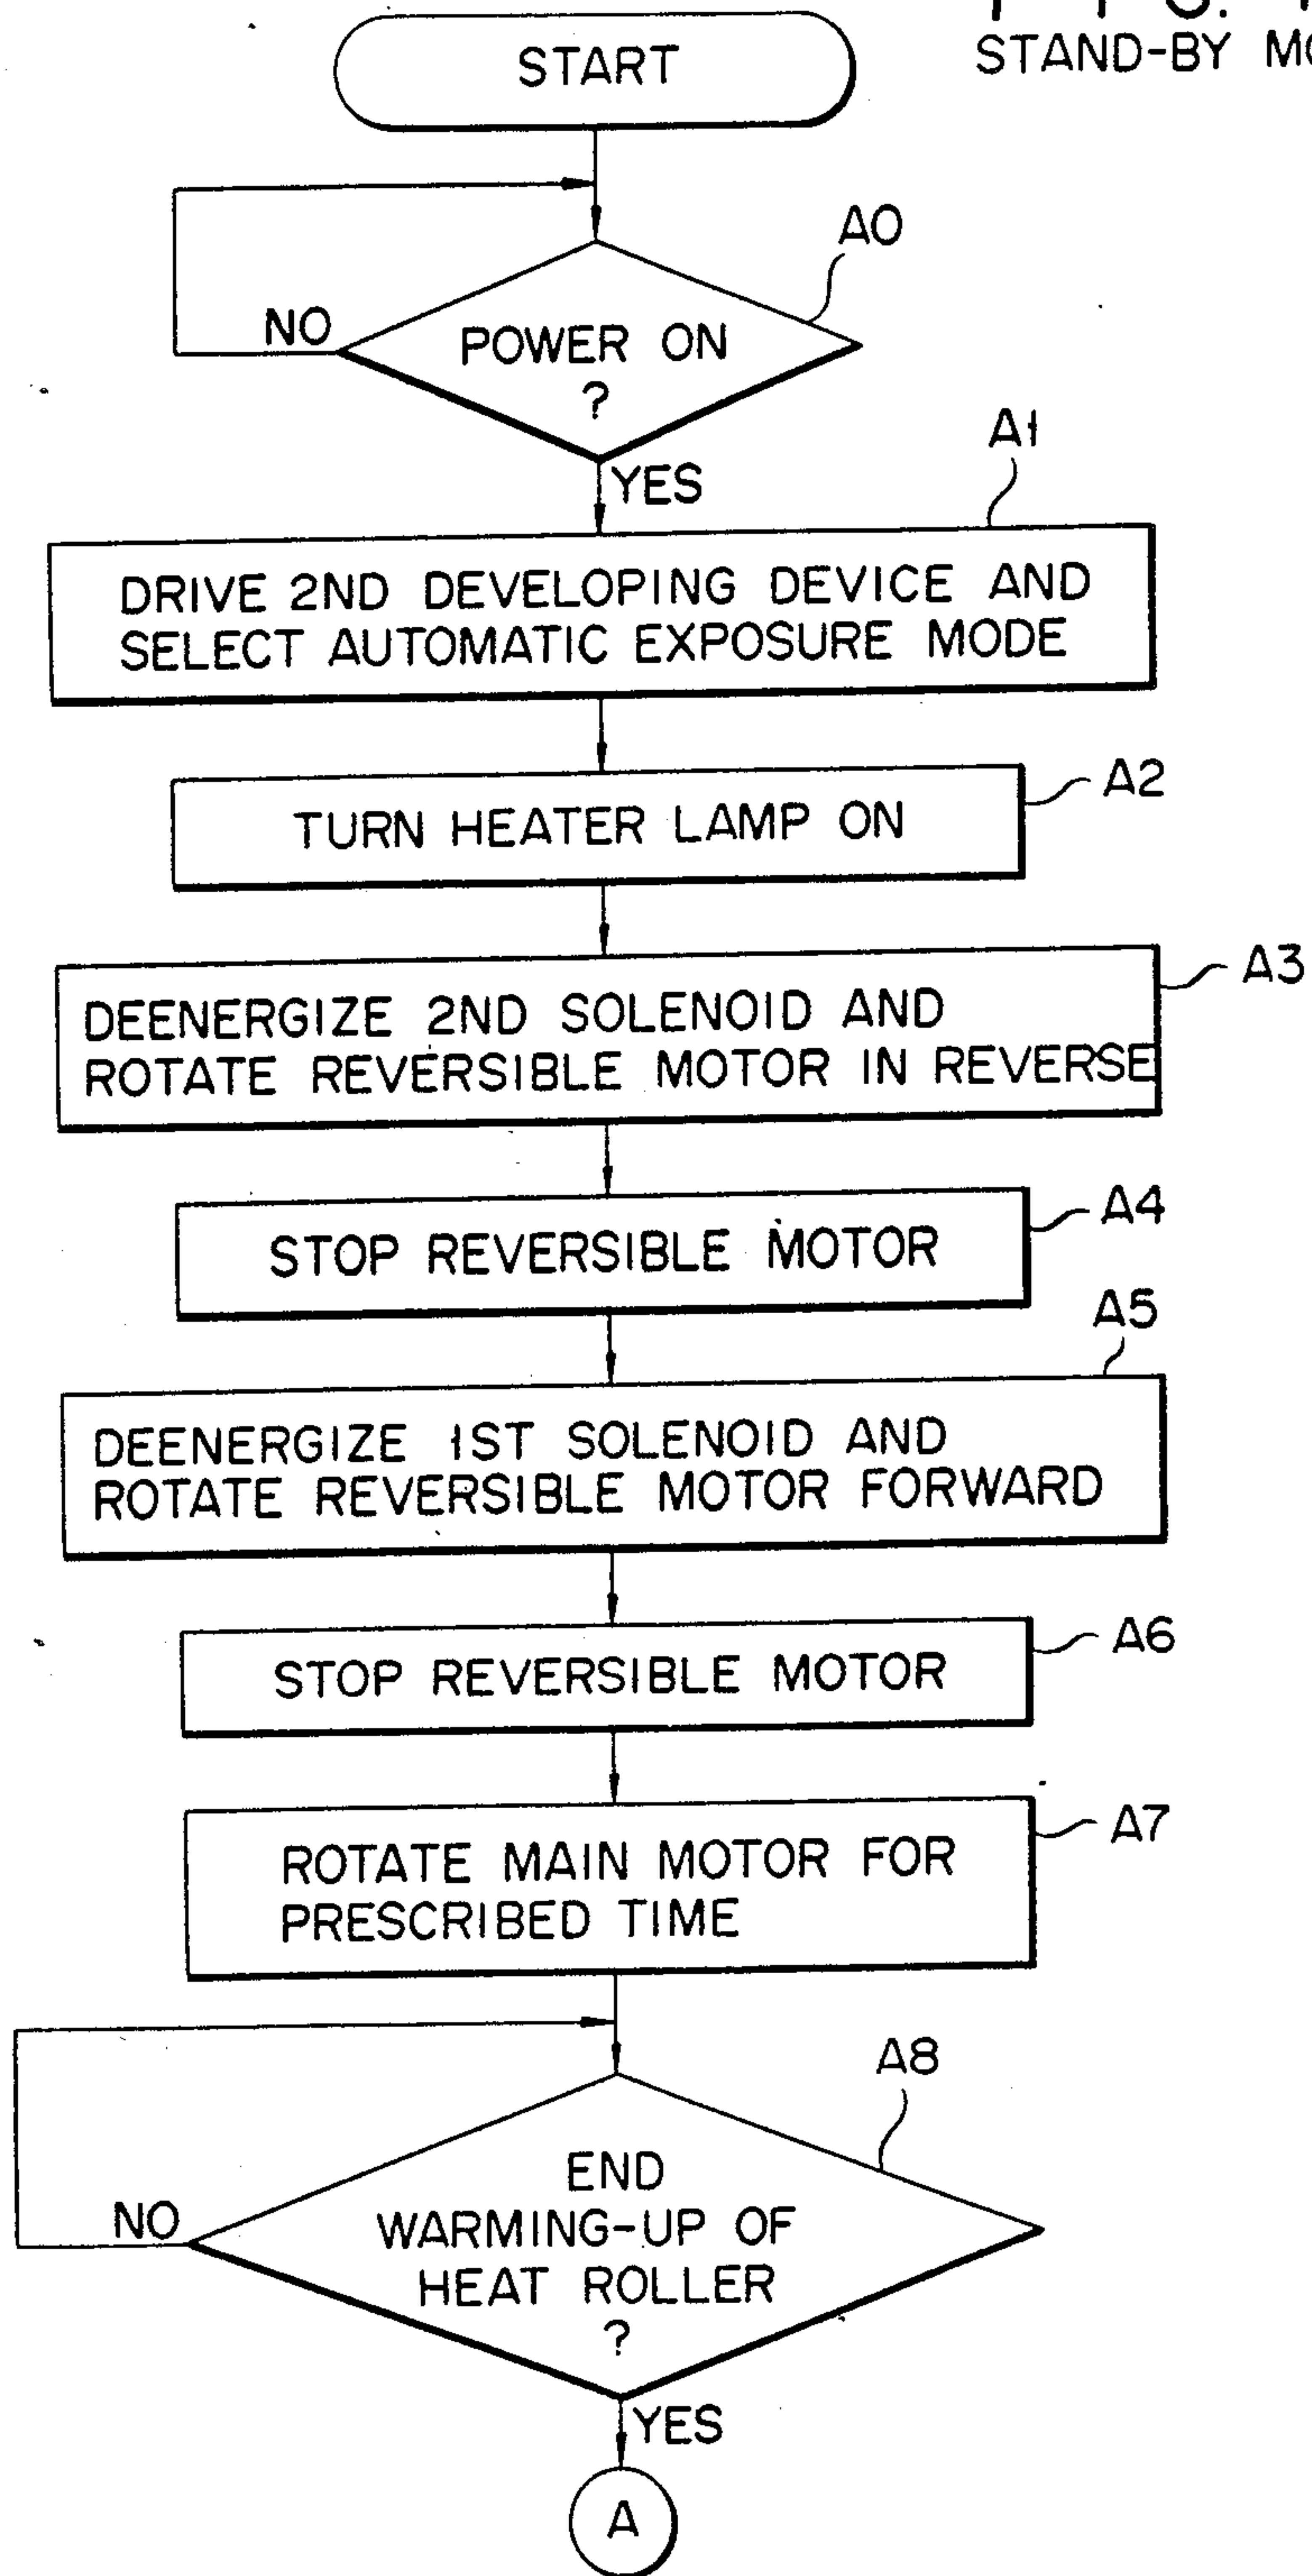 START
STAND-BY
A0
NO
POWER ON
?
A1
YES
DRIVE 2ND DEVELOPING DEVICE AND
SELECT AUTOMATIC EXPOSURE MODE
A2
TURN HEATER LAMP ON
A3
DEENERGIZE 2ND SOLENOID AND
ROTATE REVERSIBLE MOTOR IN REVERSE
A4
STOP REVERSIBLE MOTOR
A5
DEENERGIZE 1ST SOLENOID AND
ROTATE REVERSIBLE MOTOR FORWARD
A6
STOP REVERSIBLE MOTOR
A7
ROTATE MAIN MOTOR FOR
PRESCRIBED TIME
A8
NO
END
WARMING-UP OF
HEAT ROLLER
?
YES
A